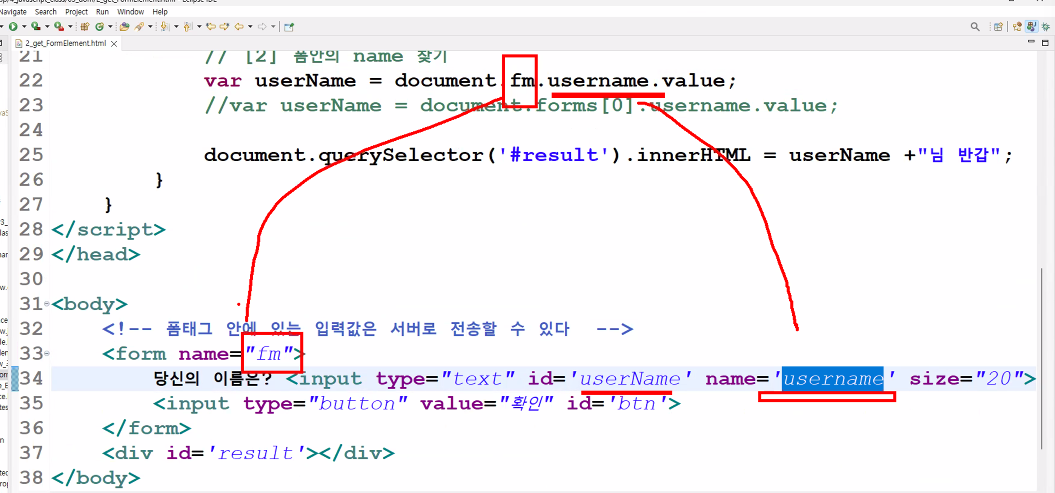 Navigate Search Project Run Window Help
2_get_FormElement.html
21 // [2] 폼안의 name 찾기
22 var userName = document.fm.username.value;
23 //var userName = document.forms[0].username.value;
24
25 document.querySelector('#result').innerHTML = userName +"님 반갑";
26 }
27 }
28 </script>
29 </head>
30
31 <body>
32 <!-- 폼태그 안에 있는 입력값은 서버로 전송할 수 있다 -->
33 <form name="fm">
34 당신의 이름은? <input type="text" id='userName' name='username' size="20">
35 <input type="button" value="확인" id='btn'>
36 </form>
37 <div id='result'></div>
38 </body>